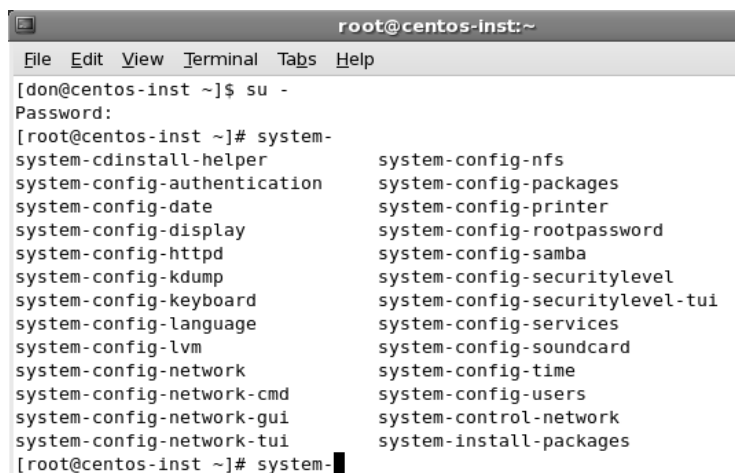 root@centos-inst:~
File Edit View Terminal Tabs Help
[don@centos-inst ~]$ su -
Password:
[root@centos-inst ~]# system-
system-cdinstall-helper system-config-nfs
system-config-authentication system-config-packages
system-config-date system-config-printer
system-config-display system-config-rootpassword
system-config-httpd system-config-samba
system-config-kdump system-config-securitylevel
system-config-keyboard system-config-securitylevel-tui
system-config-language system-config-services
system-config-lvm system-config-soundcard
system-config-network system-config-time
system-config-network-cmd system-config-users
system-config-network-gui system-control-network
system-config-network-tui system-install-packages
[root@centos-inst ~]# system-